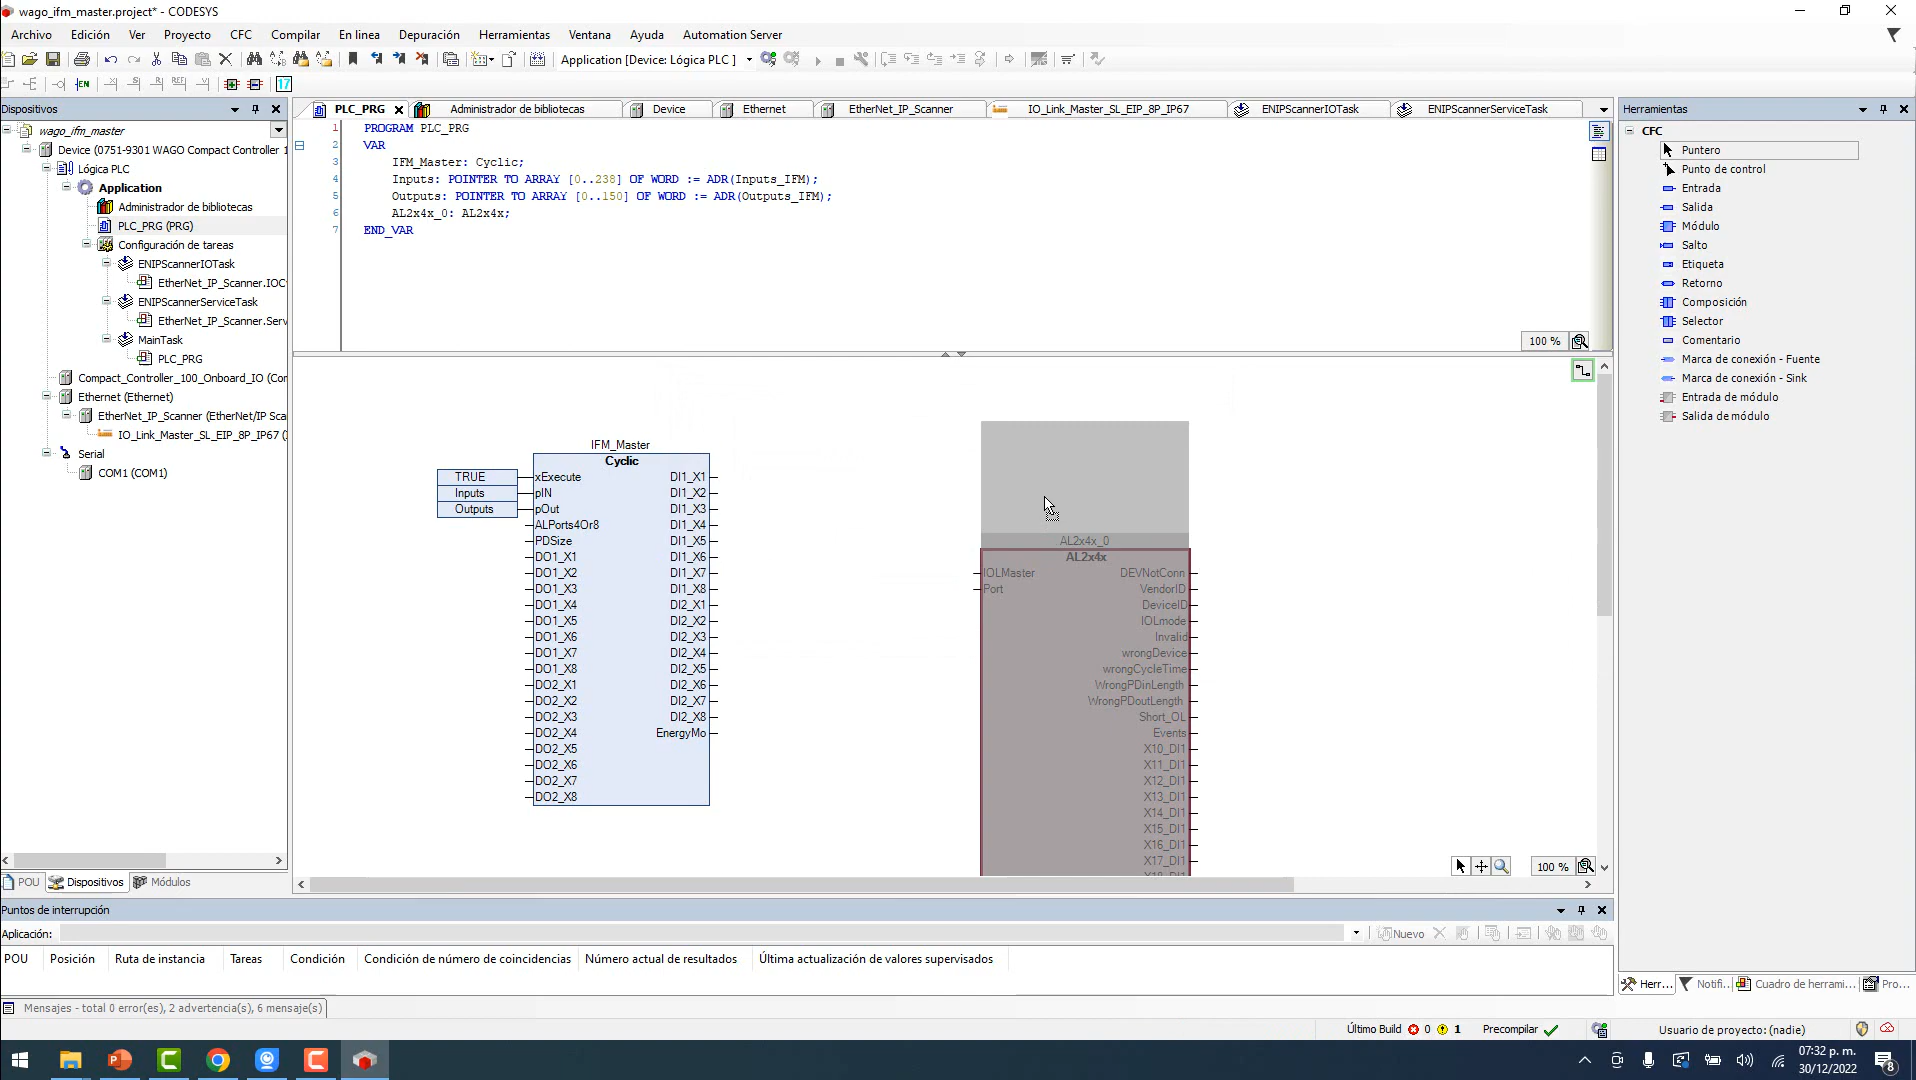 wago_ifm_master.project* - CODESYS
Archivo Edición Ver Proyecto CFC Compilar En linea Depuración Herramientas Ventana Ayuda Automation Server
Application [Device: Lógica PLC]
Dispositivos
wago_ifm_master
Device (0751-9301 WAGO Compact Controller 1
Lógica PLC
Application
Administrador de bibliotecas
PLC_PRG (PRG)
Configuración de tareas
ENIPScannerIOTask
EtherNet_IP_Scanner.IOC
ENIPScannerServiceTask
EtherNet_IP_Scanner.Serv
MainTask
PLC_PRG
Compact_Controller_100_Onboard_IO (Cor
Ethernet (Ethernet)
EtherNet_IP_Scanner (EtherNet/IP Sca
IO_Link_Master_SL_EIP_8P_IP67 (I
Serial
COM1 (COM1)
POU Dispositivos Módulos
PLC_PRG Administrador de bibliotecas Device Ethernet EtherNet_IP_Scanner IO_Link_Master_SL_EIP_8P_IP67 EIPScannerIOTask EIPScannerServiceTask
1 PROGRAM PLC_PRG
2 VAR
3 IFM_Master: Cyclic;
4 Inputs: POINTER TO ARRAY [0..238] OF WORD := ADR(Inputs_IFM);
5 Outputs: POINTER TO ARRAY [0..150] OF WORD := ADR(Outputs_IFM);
6 AL2x4x_0: AL2x4x;
7 END_VAR
100 %
IFM_Master
Cyclic
TRUE xExecute DI1_X1
Inputs pIN DI1_X2
Outputs pOut DI1_X3
ALPorts4Or8 DI1_X4
PDSize DI1_X5
DO1_X1 DI1_X6
DO1_X2 DI1_X7
DO1_X3 DI1_X8
DO1_X4 DI2_X1
DO1_X5 DI2_X2
DO1_X6 DI2_X3
DO1_X7 DI2_X4
DO1_X8 DI2_X5
DO2_X1 DI2_X6
DO2_X2 DI2_X7
DO2_X3 DI2_X8
DO2_X4 EnergyMo
DO2_X5
DO2_X6
DO2_X7
DO2_X8
AL2x4x_0
AL2x4x
IOLMaster DEVNotConn
Port VendorID
DeviceID
IOLmode
Invalid
wrongDevice
wrongCycleTime
WrongPDinLength
WrongPDoutLength
Short_OL
Events
X10_DI1
X11_DI1
X12_DI1
X13_DI1
X14_DI1
X15_DI1
X16_DI1
X17_DI1
100 %
Herramientas
CFC
Puntero
Punto de control
Entrada
Salida
Módulo
Salto
Etiqueta
Retorno
Composición
Selector
Comentario
Marca de conexión - Fuente
Marca de conexión - Sink
Entrada de módulo
Salida de módulo
Herr... Notifi... Cuadro de herrami... Pro...
Puntos de interrupción
Aplicación:
Nuevo
POU Posición Ruta de instancia Tareas Condición Condición de número de coincidencias Número actual de resultados Última actualización de valores supervisados
Mensajes - total 0 error(es), 2 advertencia(s), 6 mensaje(s)
Último Build 0 1 Precompilar Usuario de proyecto: (nadie)
07:32 p. m.
30/12/2022
8